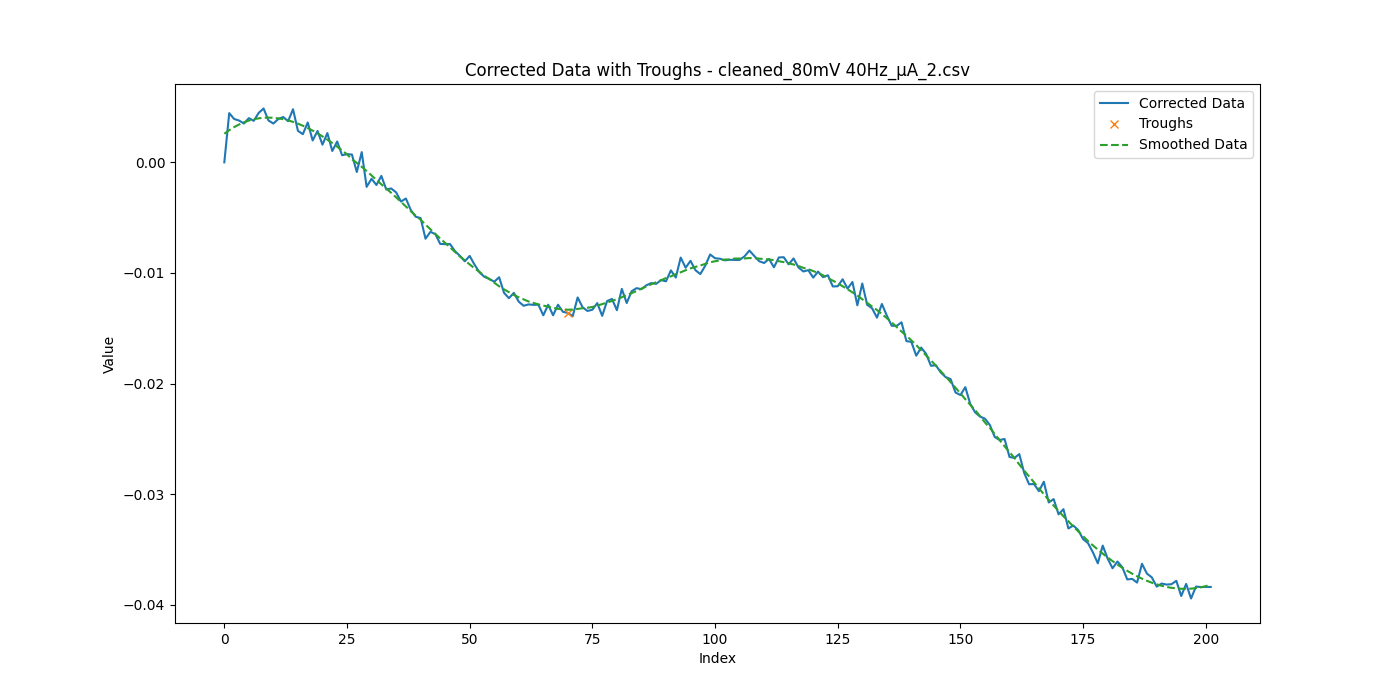 Corrected Data with Troughs - cleaned_80mV 40Hz_μA_2.csv
Corrected Data
Troughs
Smoothed Data
Value
0.00
−0.01
−0.02
−0.03
−0.04
0 25 50 75 100 125 150 175 200
Index